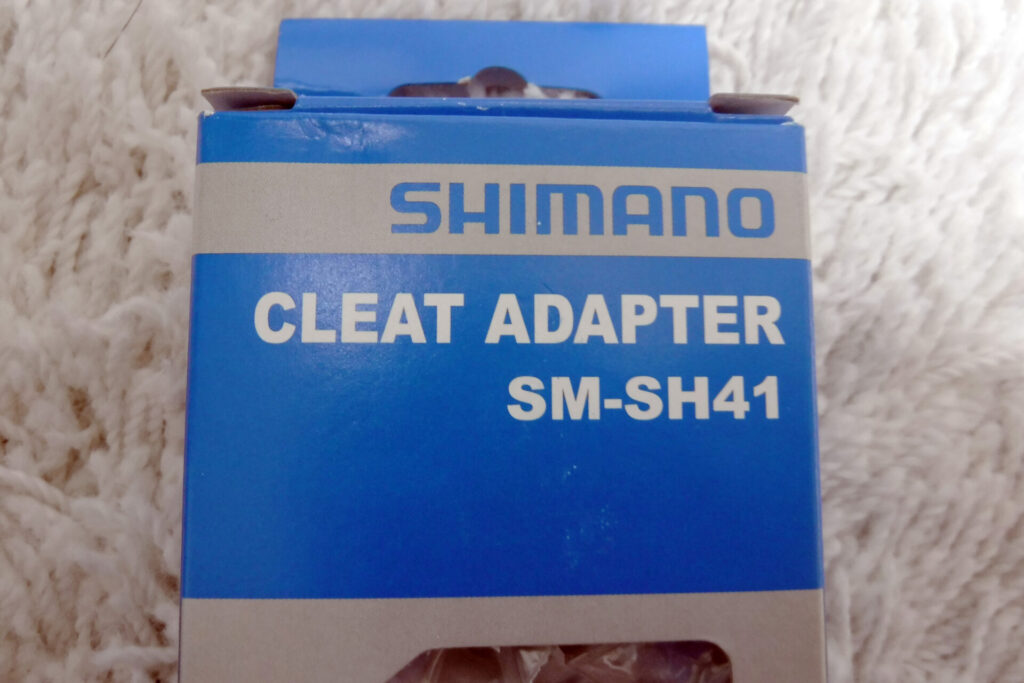 SHIMANO
CLEAT ADAPTER
SM-SH41